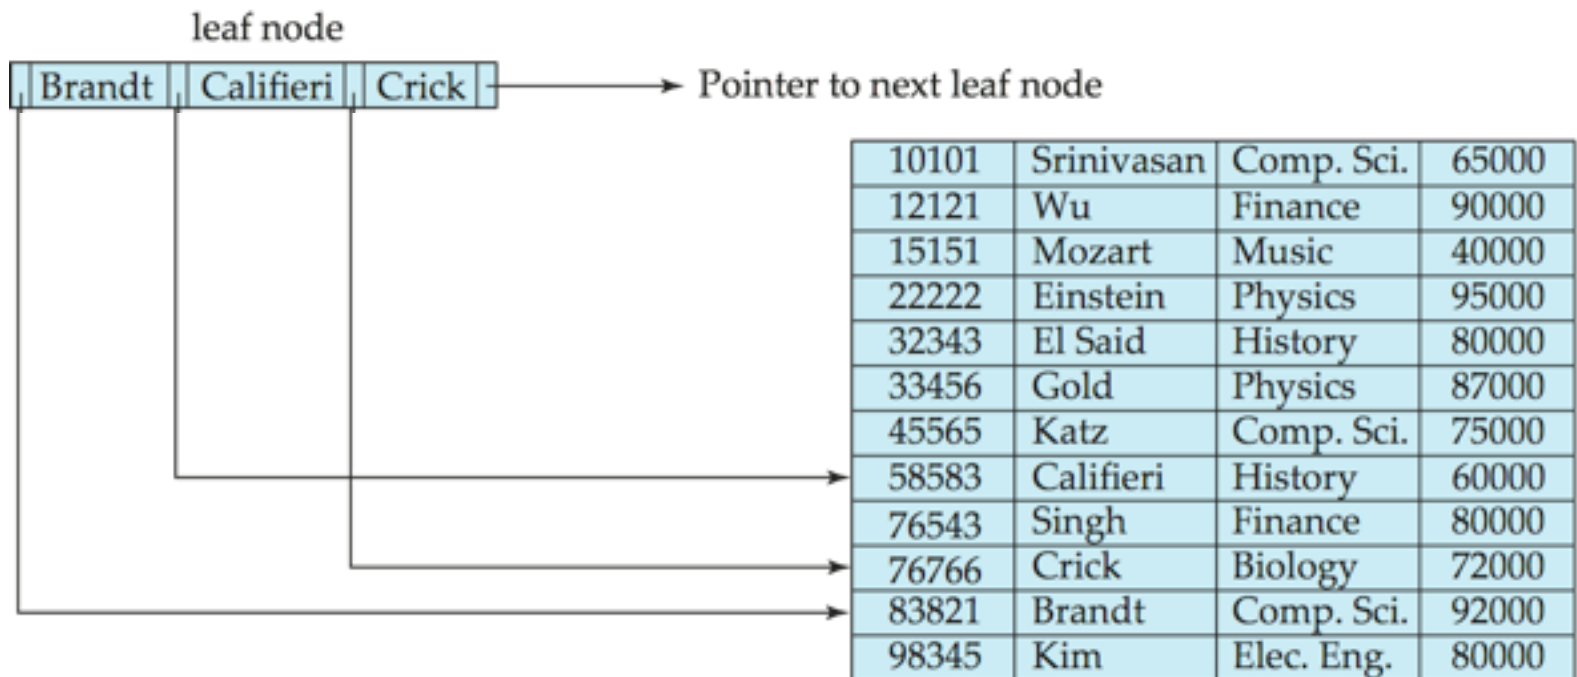 leaf node
Brandt Califieri Crick Pointer to next leaf node
10101 Srinivasan Comp. Sci. 65000
12121 Wu Finance 90000
15151 Mozart Music 40000
22222 Einstein Physics 95000
32343 El Said History 80000
33456 Gold Physics 87000
45565 Katz Comp. Sci. 75000
58583 Califieri History 60000
76543 Singh Finance 80000
76766 Crick Biology 72000
83821 Brandt Comp. Sci. 92000
98345 Kim Elec. Eng. 80000